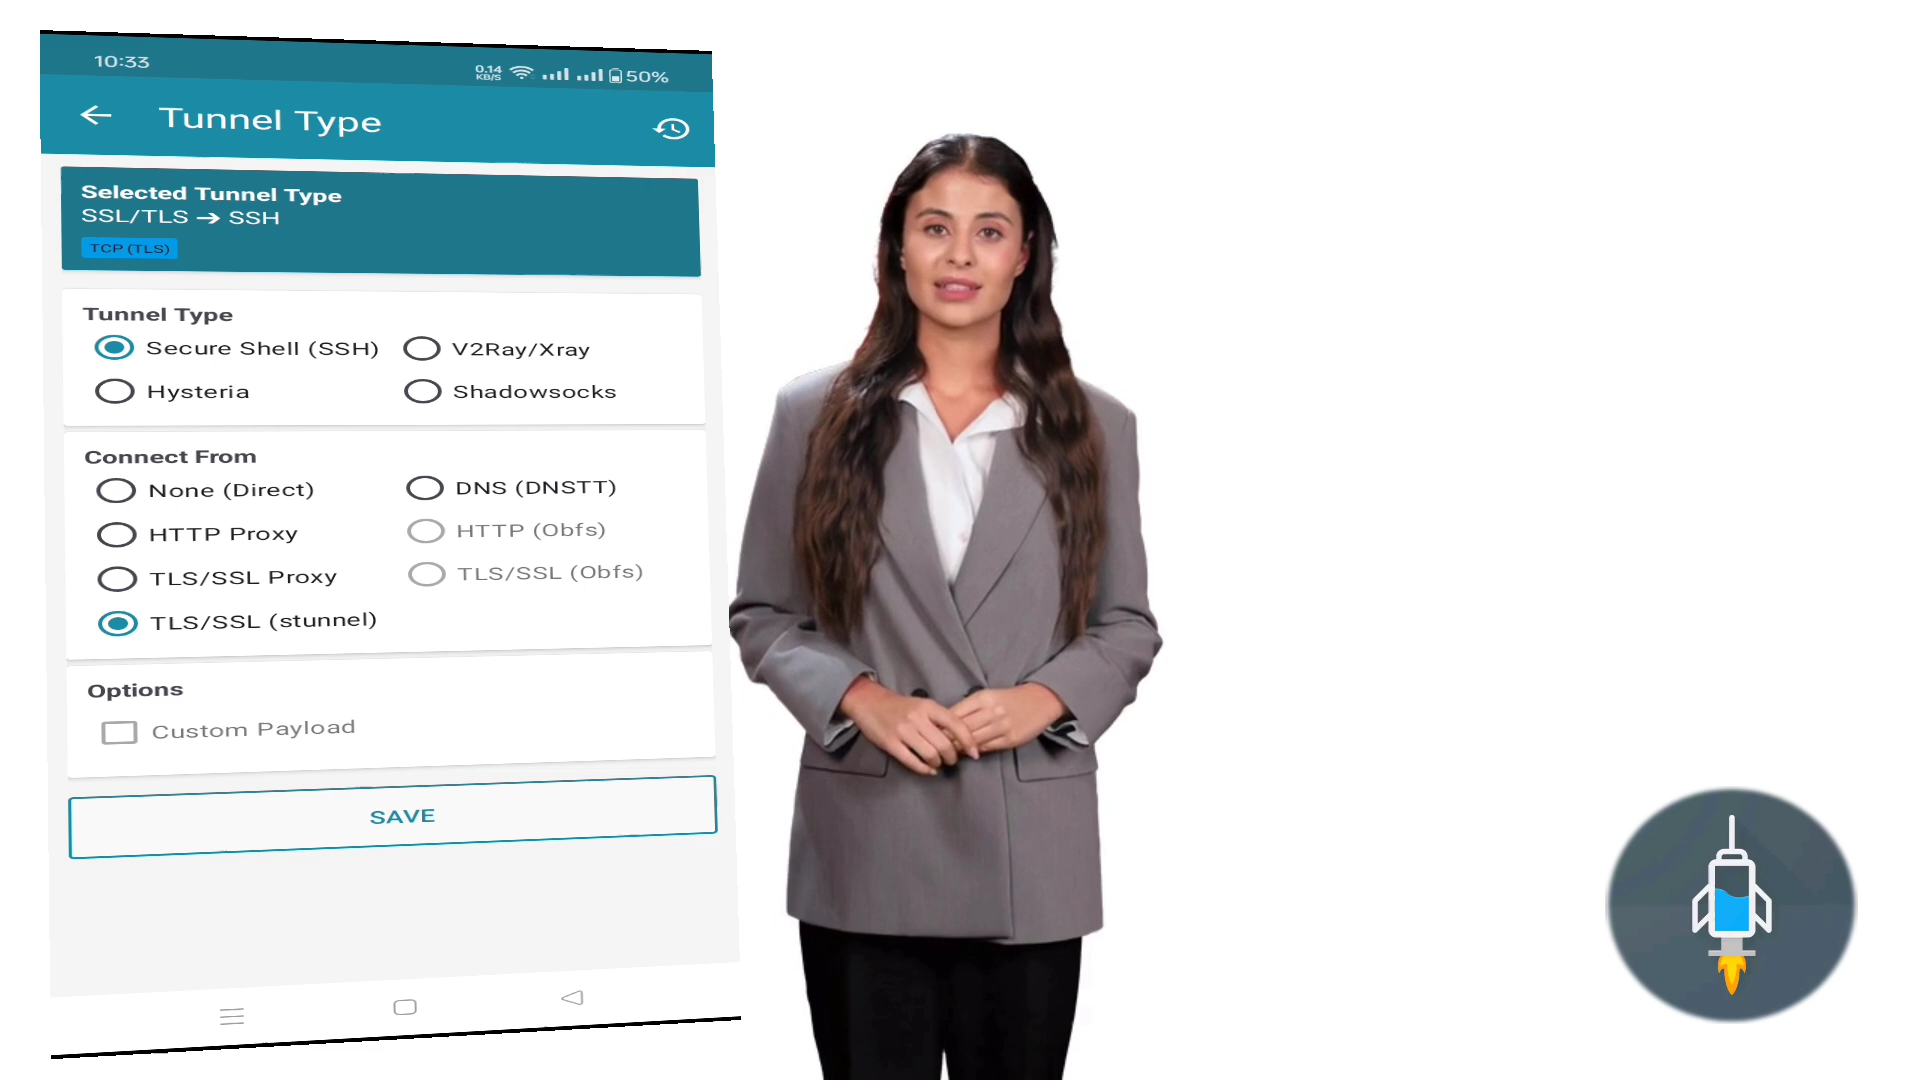 10:33
0.14
KB/S
50%
Tunnel Type
Selected Tunnel Type
SSL/TLS → SSH
TCP (TLS)
Tunnel Type
Secure Shell (SSH)
V2Ray/Xray
Hysteria
Shadowsocks
Connect From
None (Direct)
DNS (DNSTT)
HTTP Proxy
HTTP (Obfs)
TLS/SSL Proxy
TLS/SSL (Obfs)
TLS/SSL (stunnel)
Options
Custom Payload
SAVE